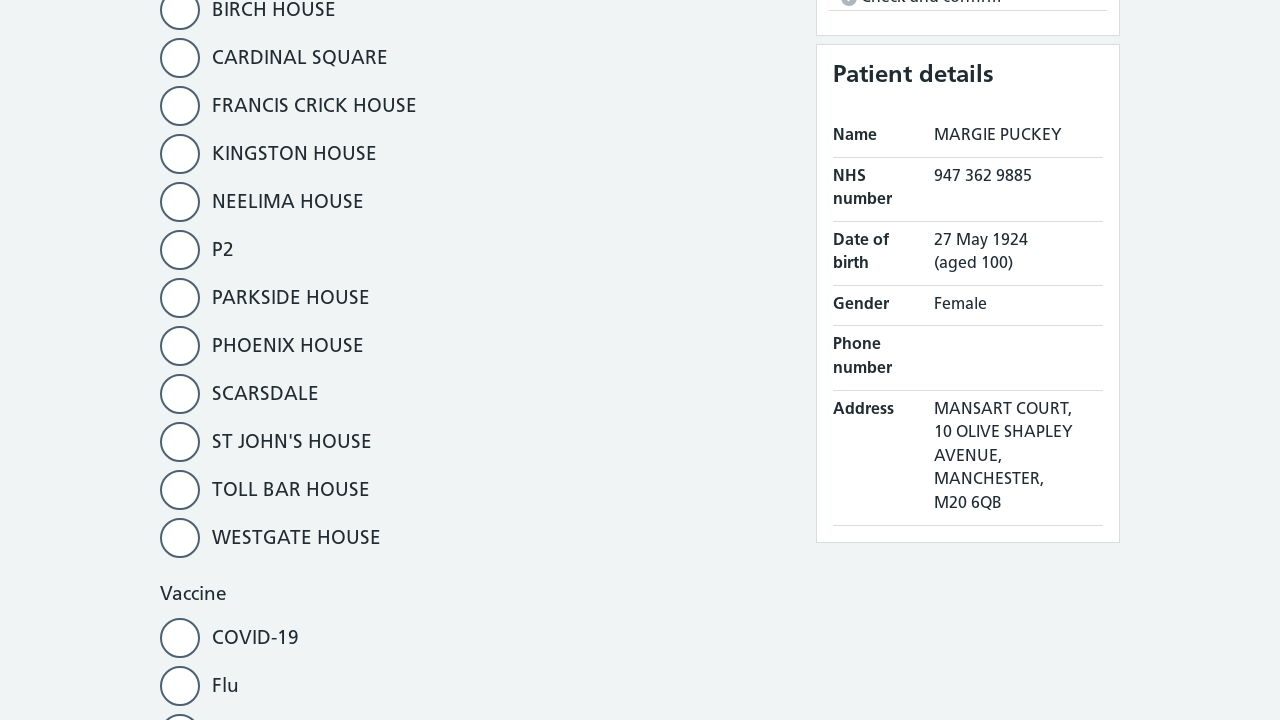 BIRCH HOUSE
CARDINAL SQUARE
FRANCIS CRICK HOUSE
KINGSTON HOUSE
NEELIMA HOUSE
P2
PARKSIDE HOUSE
PHOENIX HOUSE
SCARSDALE
ST JOHN'S HOUSE
TOLL BAR HOUSE
WESTGATE HOUSE
Vaccine
COVID-19
Flu
Check and confirm
Patient details
Name MARGIE PUCKEY
NHS number 947 362 9885
Date of birth 27 May 1924
(aged 100)
Gender Female
Phone number
Address MANSART COURT,
10 OLIVE SHAPLEY
AVENUE,
MANCHESTER,
M20 6QB